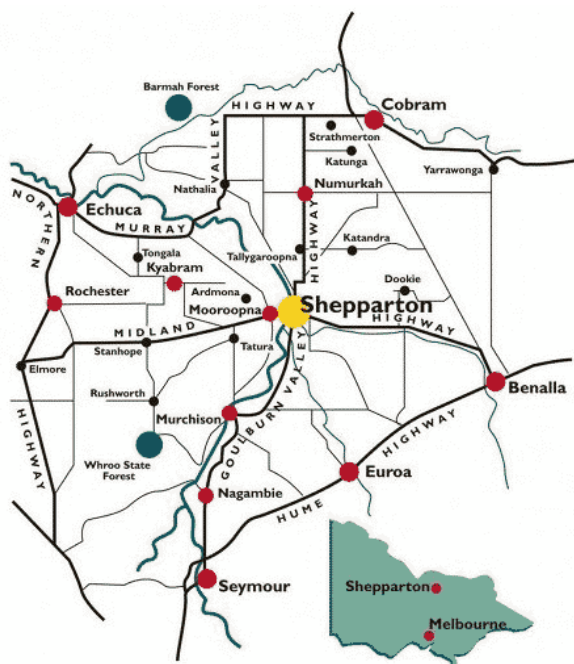 Barmah Forest
HIGHWAY
Cobram
Strathmerton
Katunga
VALLEY
Yarrawonga
Nathalia
Numurkah
NORTHERN
Echuca
MURRAY
HIGHWAY
Katandra
Tallygaroopna
Tongala
Kyabram
Dookie
Ardmona
Rochester
Mooroopna
Shepparton
MIDLAND
HIGHWAY
Stanhope
Tatura
Elmore
Benalla
Rushworth
Murchison
GOULBURN VALLEY
HIGHWAY
HIGHWAY
Whroo State
Forest
Euroa
Nagambie
HUME
Seymour
Shepparton
Melbourne